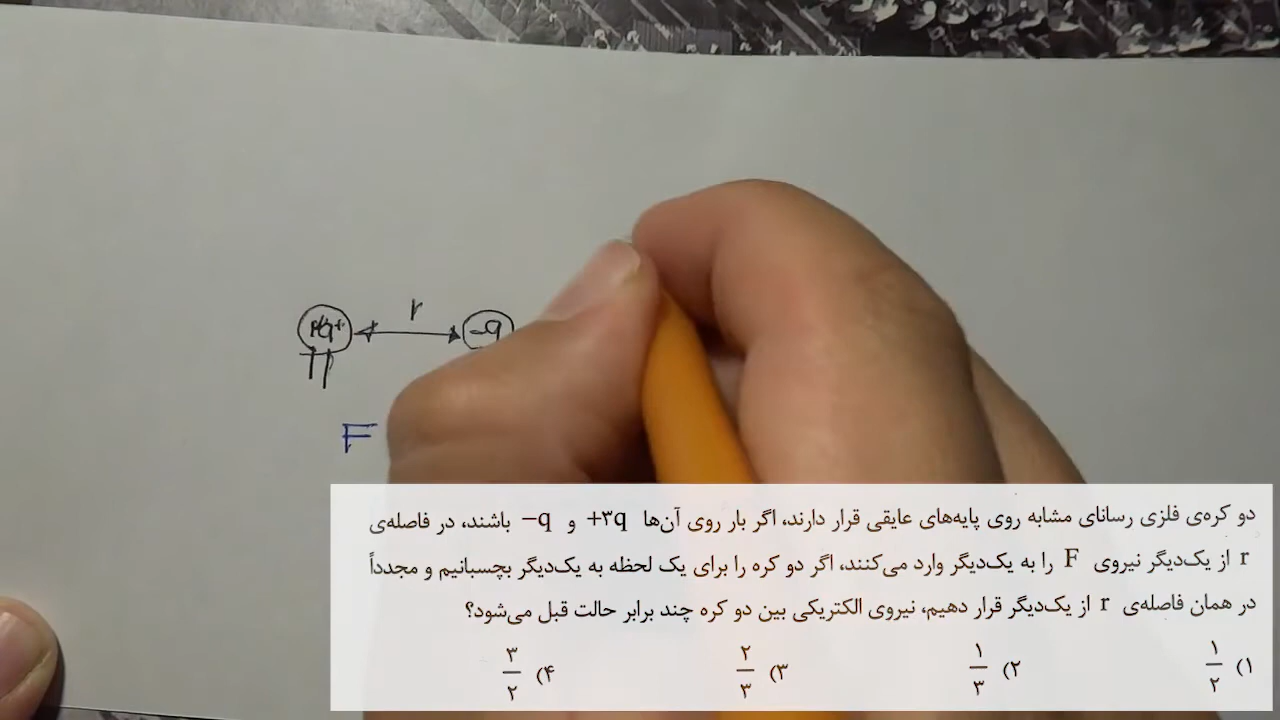 r
-q
F
دو کره‌ی فلزی رسانای مشابه روی پایه‌های عایقی قرار دارند، اگر بار روی آن‌ها +۳q و −q باشند، در فاصله‌ی
r از یک‌دیگر نیروی F را به یک‌دیگر وارد می‌کنند، اگر دو کره را برای یک لحظه به یک‌دیگر بچسبانیم و مجدداً
در همان فاصله‌ی r از یک‌دیگر قرار دهیم، نیروی الکتریکی بین دو کره چند برابر حالت قبل می‌شود؟
۱) ۱/۲ ۲) ۱/۳ ۳) ۲/۳ ۴) ۳/۲